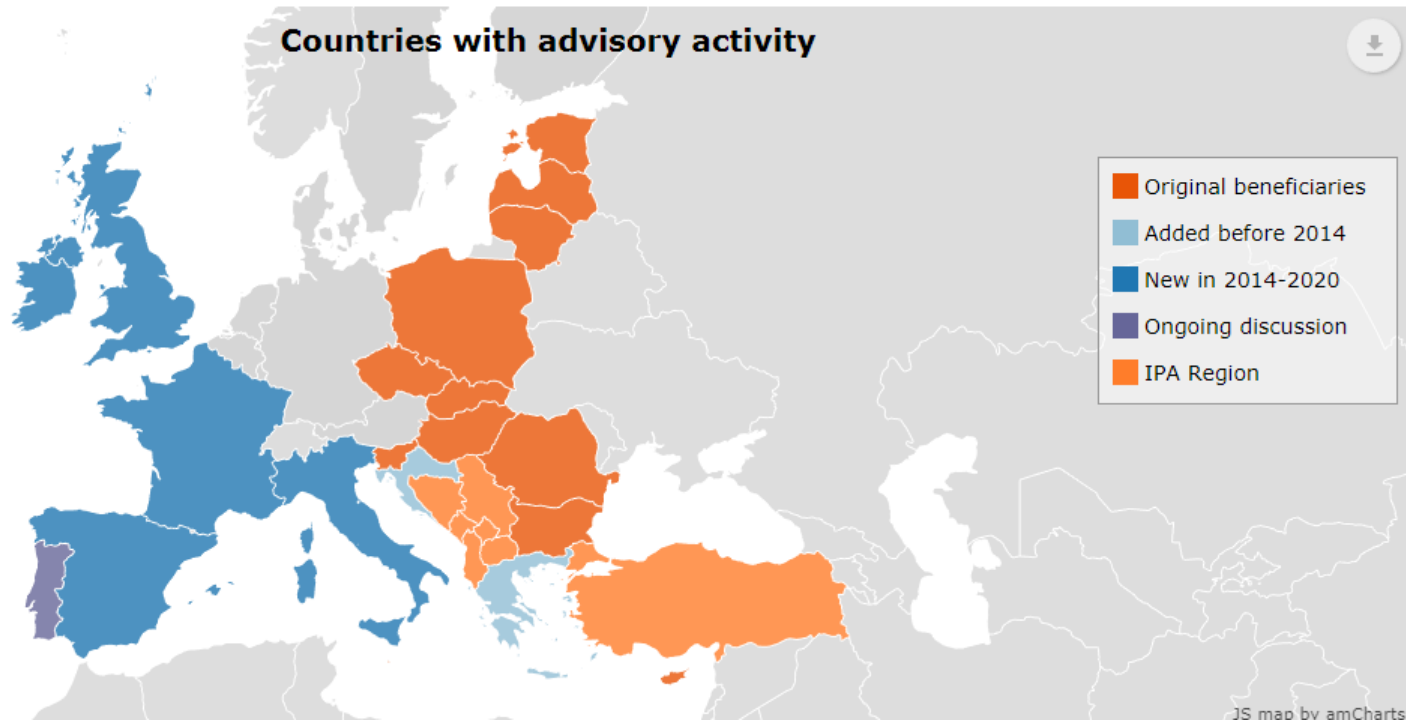 Countries with advisory activity
Original beneficiaries
Added before 2014
New in 2014-2020
Ongoing discussion
IPA Region
JS map by amCharts